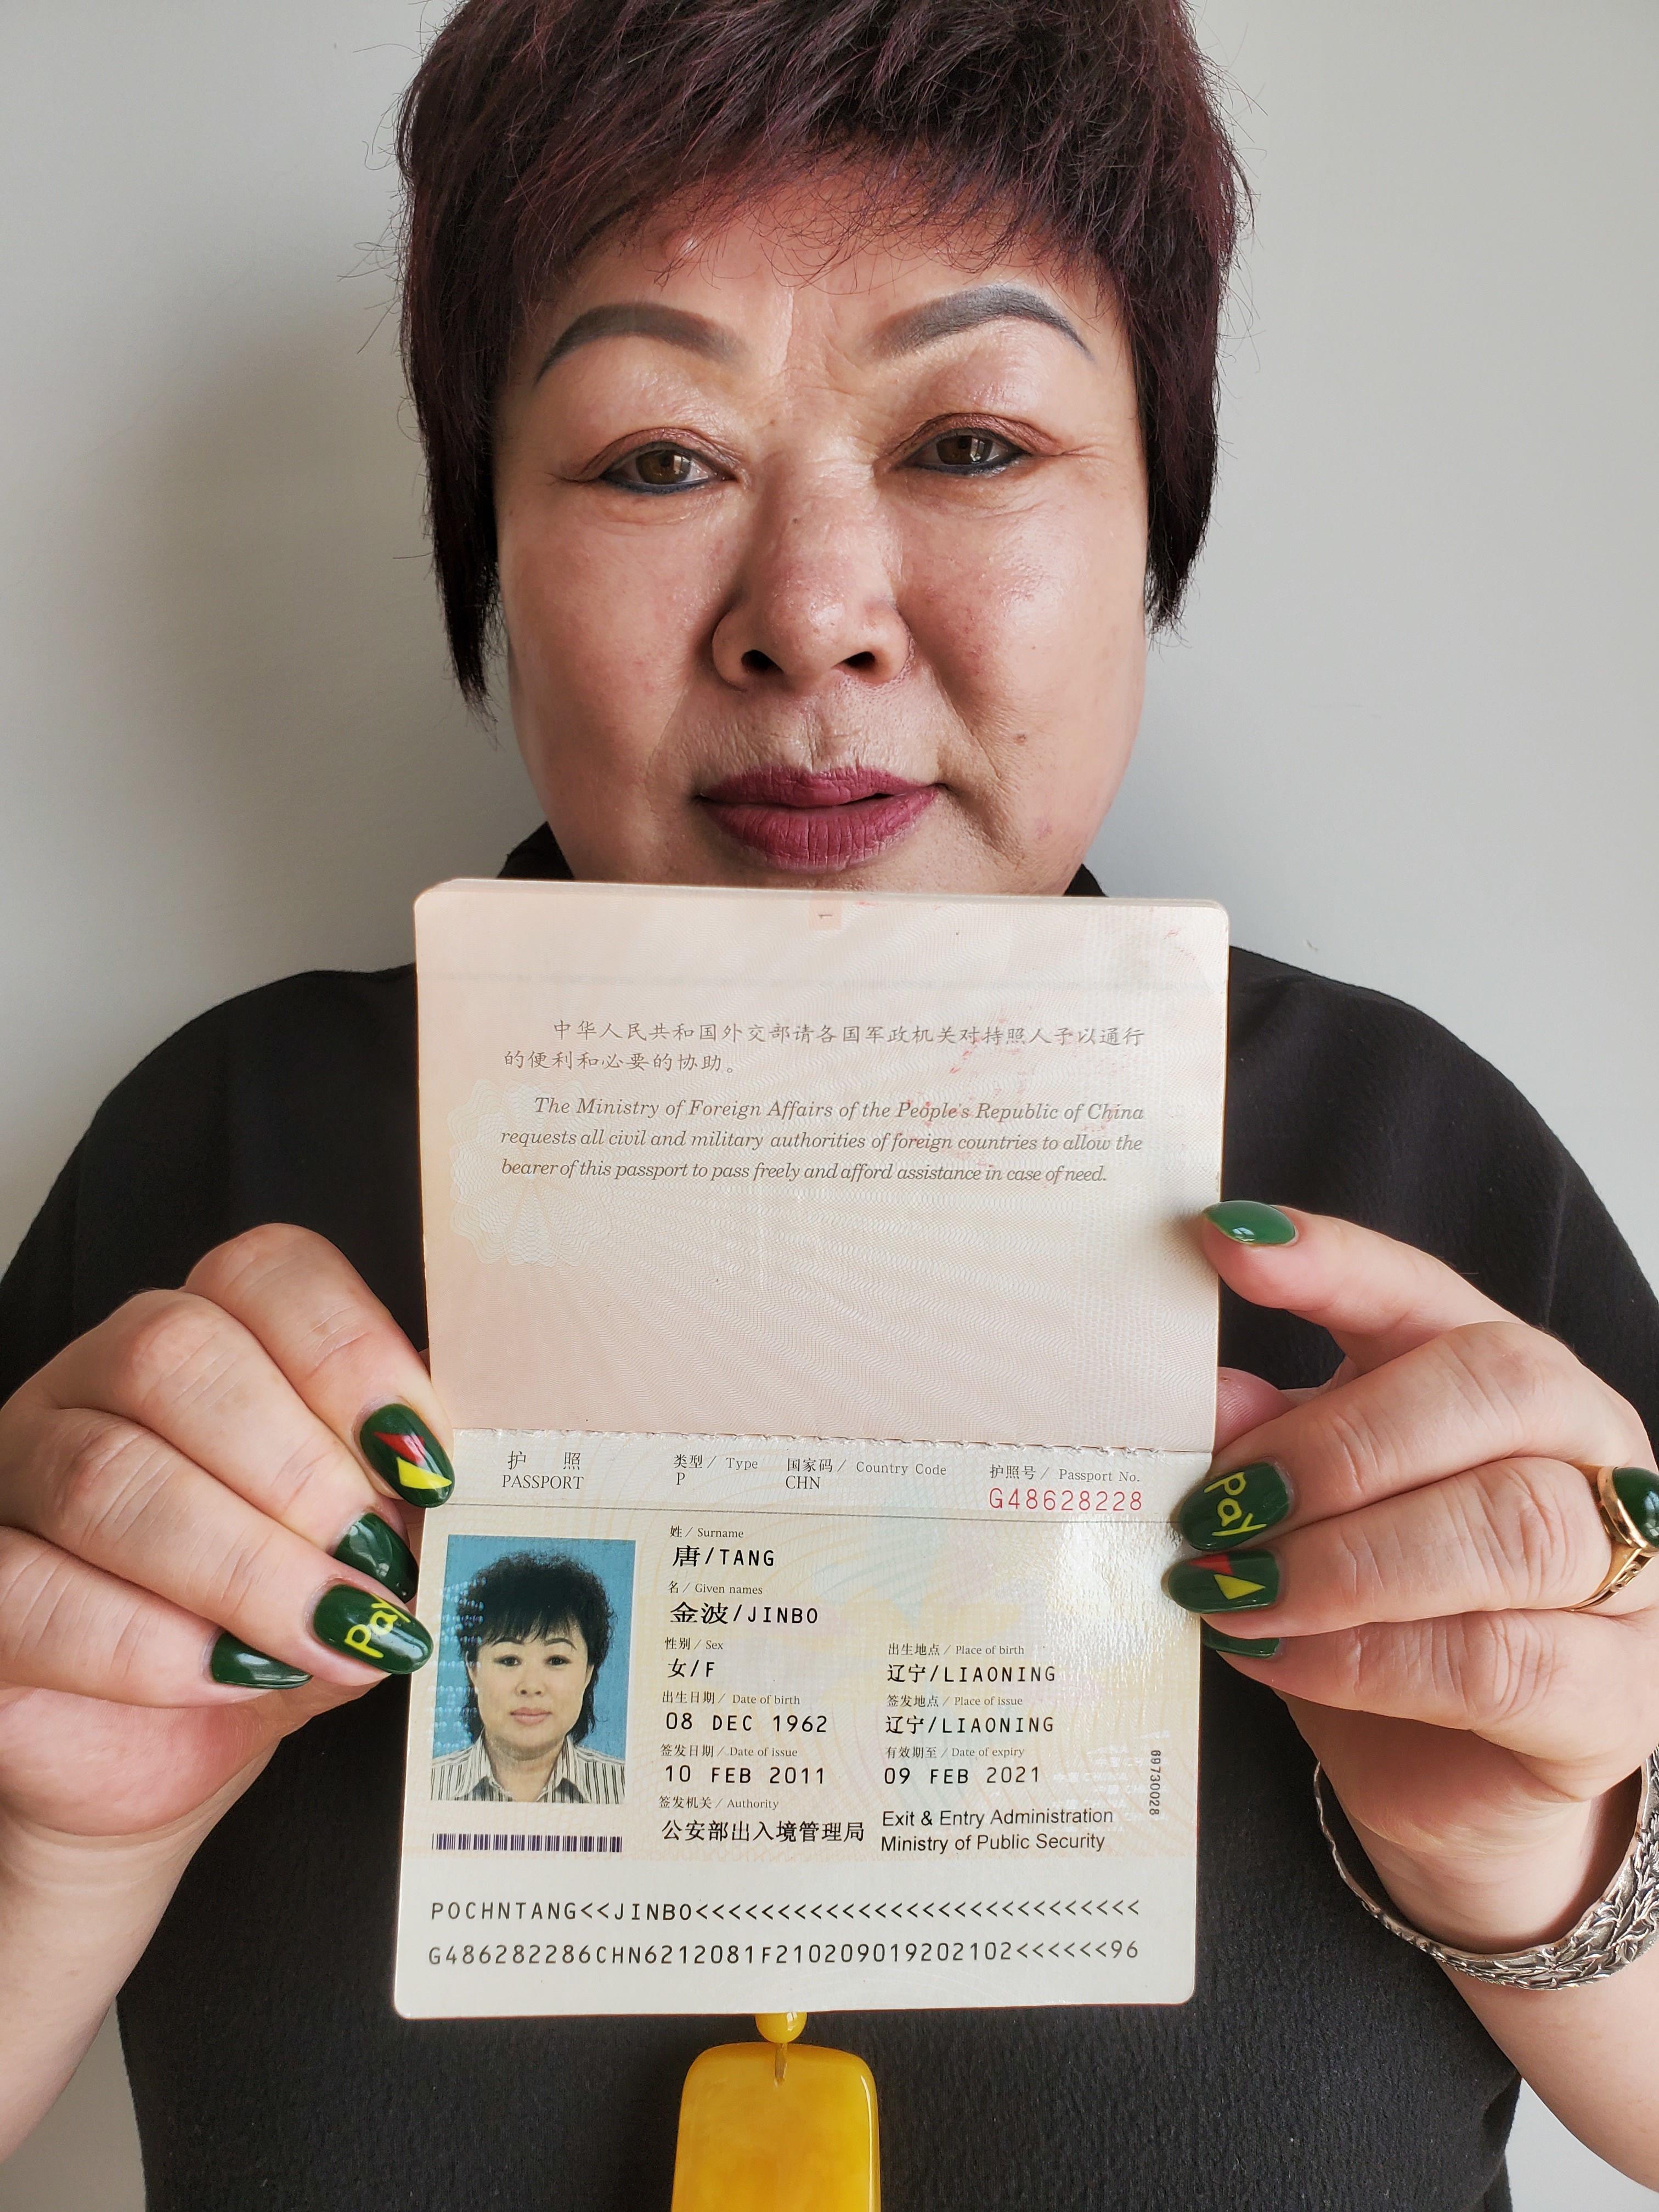 1
中华人民共和国外交部请各国军政机关对持照人予以通行
的便利和必要的协助。
The Ministry of Foreign Affairs of the People's Republic of China
requests all civil and military authorities of foreign countries to allow the
bearer of this passport to pass freely and afford assistance in case of need.
护 照
PASSPORT
类型 / Type
P
国家码 / Country Code
CHN
护照号 / Passport No.
G48628228
姓 / Surname
唐/TANG
名 / Given names
金波/JINBO
性别 / Sex
女/F
出生地点 / Place of birth
辽宁/LIAONING
出生日期 / Date of birth
08 DEC 1962
签发地点 / Place of issue
辽宁/LIAONING
签发日期 / Date of issue
10 FEB 2011
有效期至 / Date of expiry
09 FEB 2021
签发机关 / Authority
公安部出入境管理局
Exit & Entry Administration
Ministry of Public Security
69730028
POCHNTANG<<JINBO<<<<<<<<<<<<<<<<<<<<<<<<<<<<
G486282286CHN6212081F210209019202102<<<<<<96
pay
pay